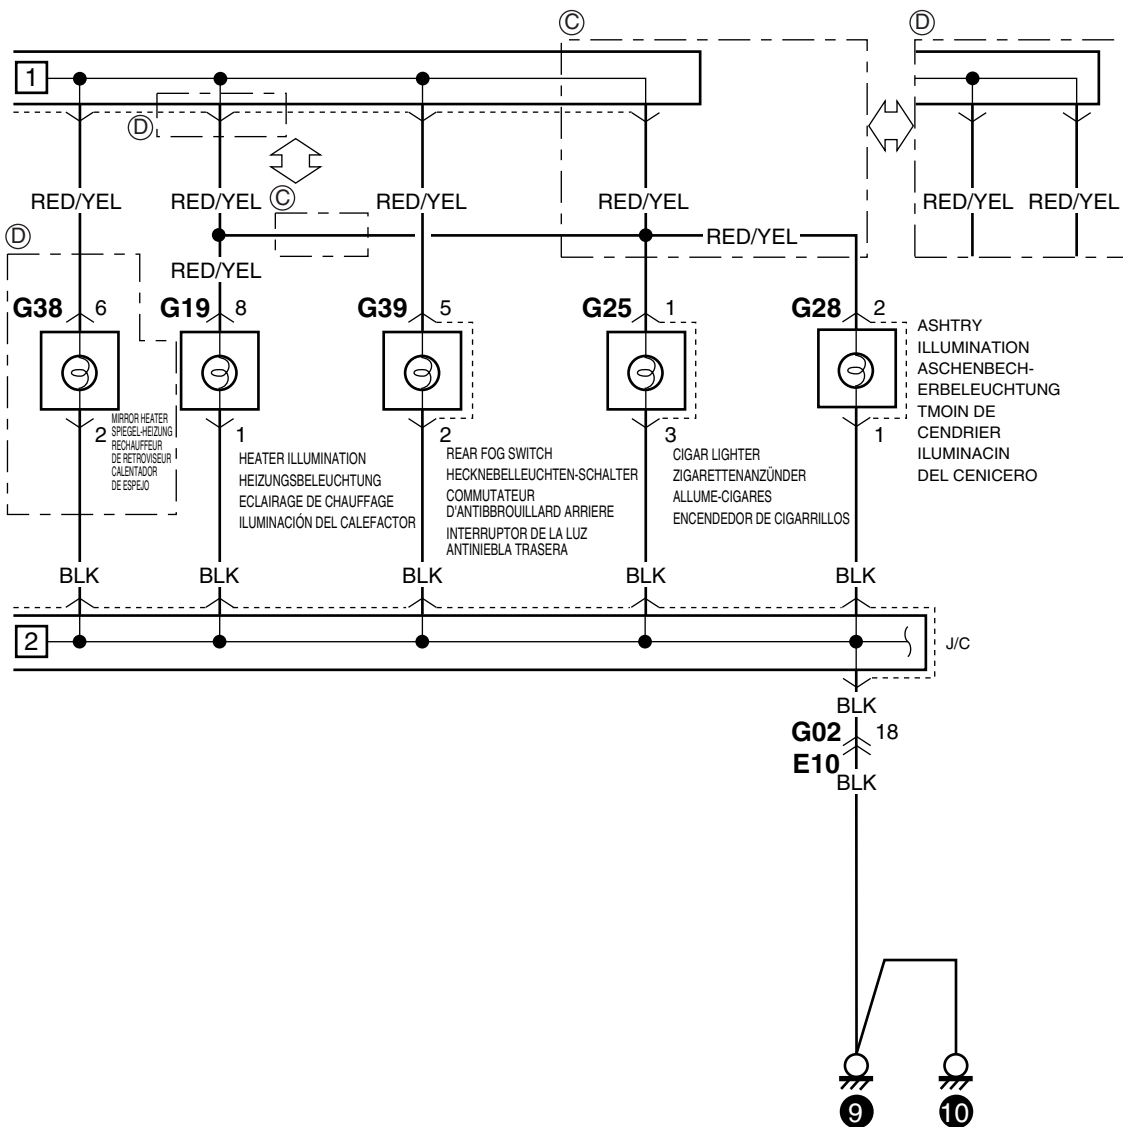 C
D
1
D
C
RED/YEL
RED/YEL
RED/YEL
RED/YEL
RED/YEL
RED/YEL
D
RED/YEL
RED/YEL
G38 6
G19 8
G39 5
G25 1
G28 2
2
MIRROR HEATER
SPIEGEL-HEIZUNG
RECHAUFFEUR
DE RETROVISEUR
CALENTADOR
DE ESPEJO
1
HEATER ILLUMINATION
HEIZUNGSBELEUCHTUNG
ECLAIRAGE DE CHAUFFAGE
ILUMINACIÓN DEL CALEFACTOR
2
REAR FOG SWITCH
HECKNEBELLEUCHTEN-SCHALTER
COMMUTATEUR
D'ANTIBBROUILLARD ARRIERE
INTERRUPTOR DE LA LUZ
ANTINIEBLA TRASERA
3
CIGAR LIGHTER
ZIGARETTENANZÜNDER
ALLUME-CIGARES
ENCENDEDOR DE CIGARRILLOS
1
ASHTRY
ILLUMINATION
ASCHENBECH-
ERBELEUCHTUNG
TMOIN DE
CENDRIER
ILUMINACIN
DEL CENICERO
BLK
BLK
BLK
BLK
BLK
2
J/C
BLK
G02 18
E10
BLK
9
10